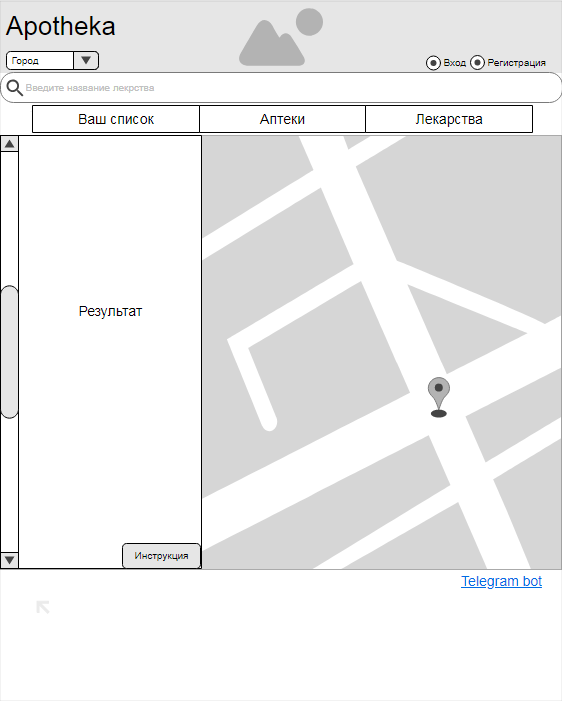 Apotheka
Город
Вход
Регистрация
Введите название лекрства
Ваш список
Аптеки
Лекарства
Результат
Инструкция
Telegram bot